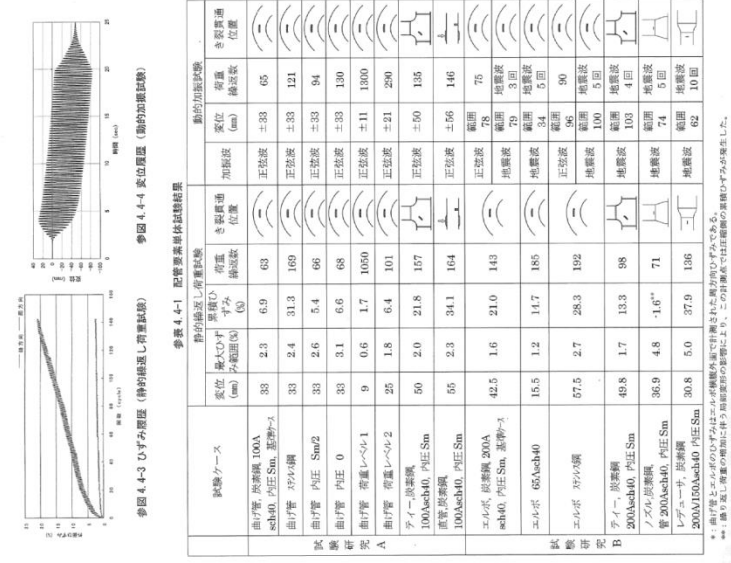 参図 4.4-3 ひずみ履歴（静的繰返し荷重試験）
参図 4.4-4 変位履歴（動的加振試験）
時間 (sec)
参表 4.4-1 配管要素単体試験結果
試験ケース 静的繰返し荷重試験 動的加振試験
変位(mm) 最大ひずみ範囲(%) 累積ひずみ(%) 荷重繰返数 き裂貫通位置 加振波 変位(mm) 荷重繰返数 き裂貫通位置
試験研究A
曲げ管, 炭素鋼, 100A sch40, 内圧Sm, 基準ケース 33 2.3 6.9 63 正弦波 ±33 65
曲げ管 ステンレス鋼 33 2.4 31.3 169 正弦波 ±33 121
曲げ管 内圧 Sm/2 33 2.6 5.4 66 正弦波 ±33 94
曲げ管 内圧 0 33 3.1 6.6 68 正弦波 ±33 130
曲げ管 荷重レベル1 9 0.6 1.7 1050 正弦波 ±11 1300
曲げ管 荷重レベル2 25 1.8 6.4 101 正弦波 ±21 290
ティー, 炭素鋼, 100Asch40, 内圧Sm 50 2.0 21.8 157 正弦波 ±50 135
直管, 炭素鋼, 100Asch40, 内圧Sm 55 2.3 34.1 164 正弦波 ±56 146
試験研究B
エルボ, 炭素鋼 200A sch40, 内圧Sm, 基準ケース 42.5 1.6 21.0 143 正弦波 範囲 78 75
地震波 範囲 79 地震波 3回
エルボ 65Asch40 15.5 1.2 14.7 185 地震波 範囲 34 地震波 5回
エルボ ステンレス鋼 57.5 2.7 28.3 192 正弦波 範囲 96 90
地震波 範囲 100 地震波 5回
ティー, 炭素鋼 200Asch40, 内圧Sm 49.8 1.7 13.3 98 地震波 範囲 103 地震波 4回
ノズル, 炭素鋼, 管 200Asch40, 内圧Sm 36.9 4.8 -1.6** 71 地震波 範囲 74 地震波 5回
レデューサ, 炭素鋼 200A/150Asch40, 内圧Sm 30.8 5.0 37.9 136 地震波 範囲 62 地震波 10回
*：曲げ管とエルボのひずみはエルボ横腹外面で計測された周方向ひずみである。
**：繰り返し荷重の増加に伴う局部変形の影響により、この計測点では圧縮側の累積ひずみが発生した。